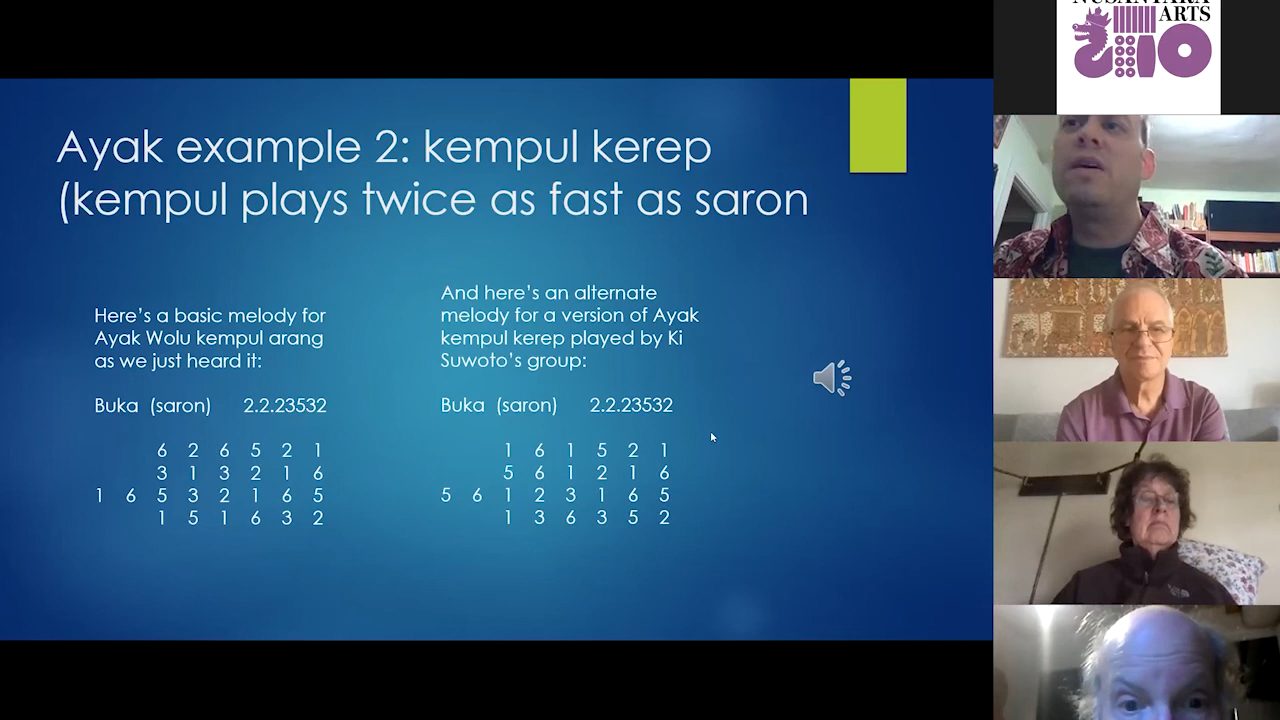 Ayak example 2: kempul kerep
(kempul plays twice as fast as saron
Here's a basic melody for
Ayak Wolu kempul arang
as we just heard it:
Buka (saron) 2.2.23532
6 2 6 5 2 1
3 1 3 2 1 6
1 6 5 3 2 1 6 5
1 5 1 6 3 2
And here's an alternate
melody for a version of Ayak
kempul kerep played by Ki
Suwoto's group:
Buka (saron) 2.2.23532
1 6 1 5 2 1
5 6 1 2 1 6
5 6 1 2 3 1 6 5
1 3 6 3 5 2
NUSANTARA
ARTS